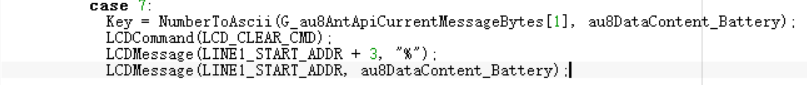 case 7:
Key = NumberToAscii(G_au8AntApiCurrentMessageBytes[1], au8DataContent_Battery);
LCDCommand(LCD_CLEAR_CMD);
LCDMessage(LINE1_START_ADDR + 3, "%");
LCDMessage(LINE1_START_ADDR, au8DataContent_Battery);